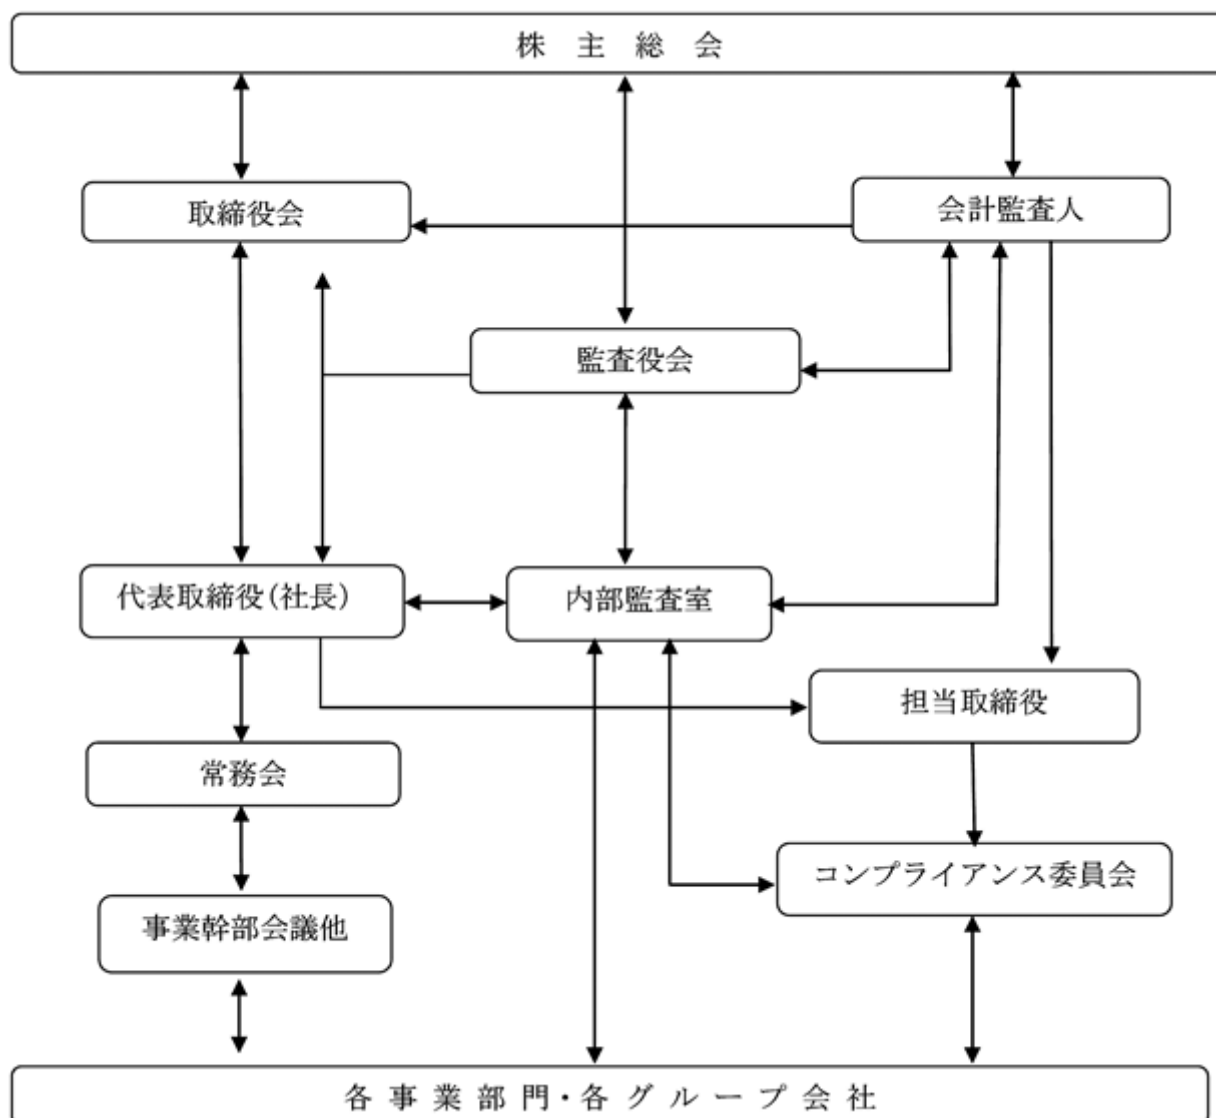 株主総会
取締役会
会計監査人
監査役会
代表取締役(社長)
内部監査室
担当取締役
常務会
コンプライアンス委員会
事業幹部会議他
各事業部門・各グループ会社